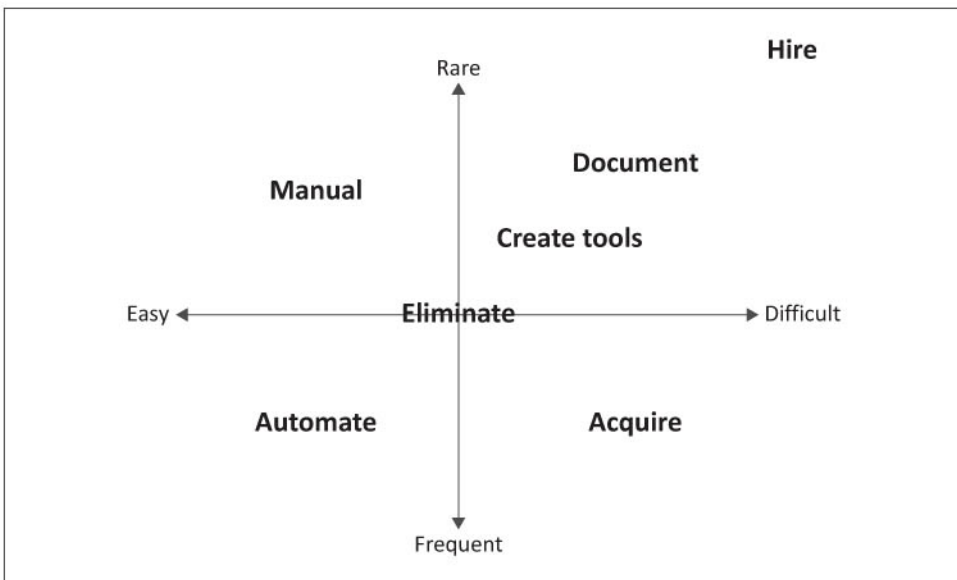 Hire
Rare
Document
Manual
Create tools
Easy
Eliminate
Difficult
Automate
Acquire
Frequent